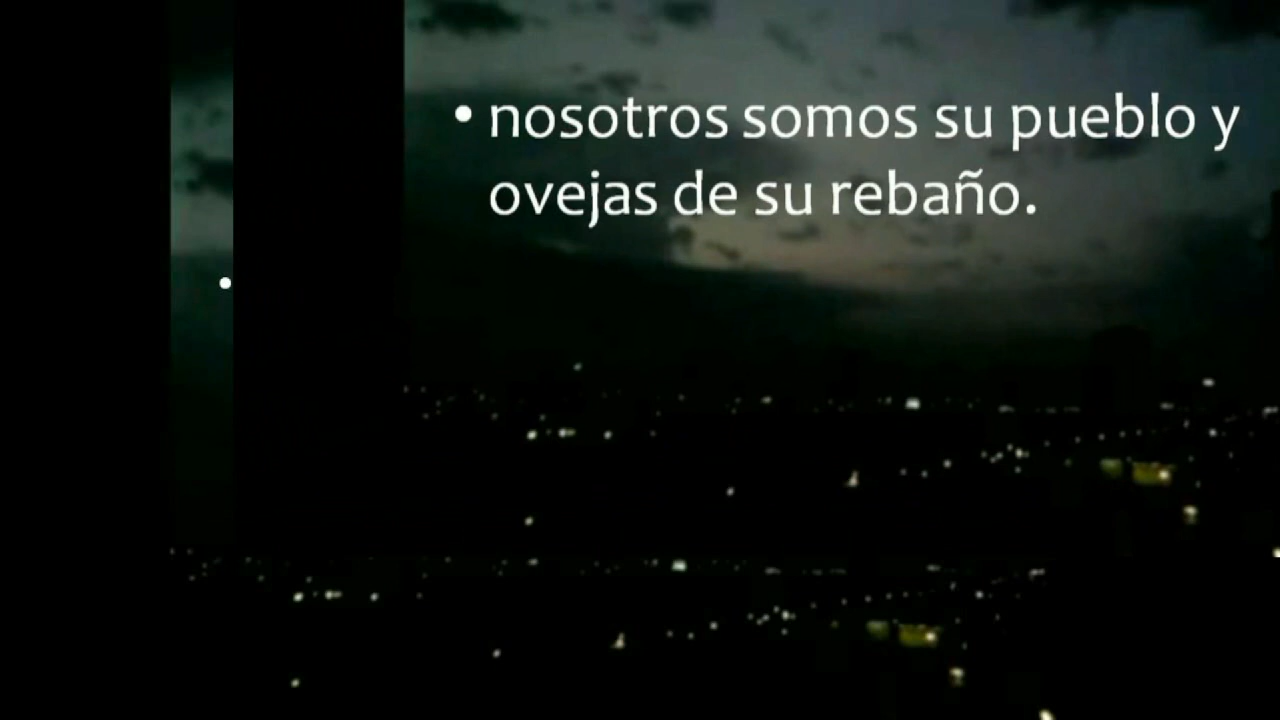 • nosotros somos su pueblo y
ovejas de su rebaño.
•